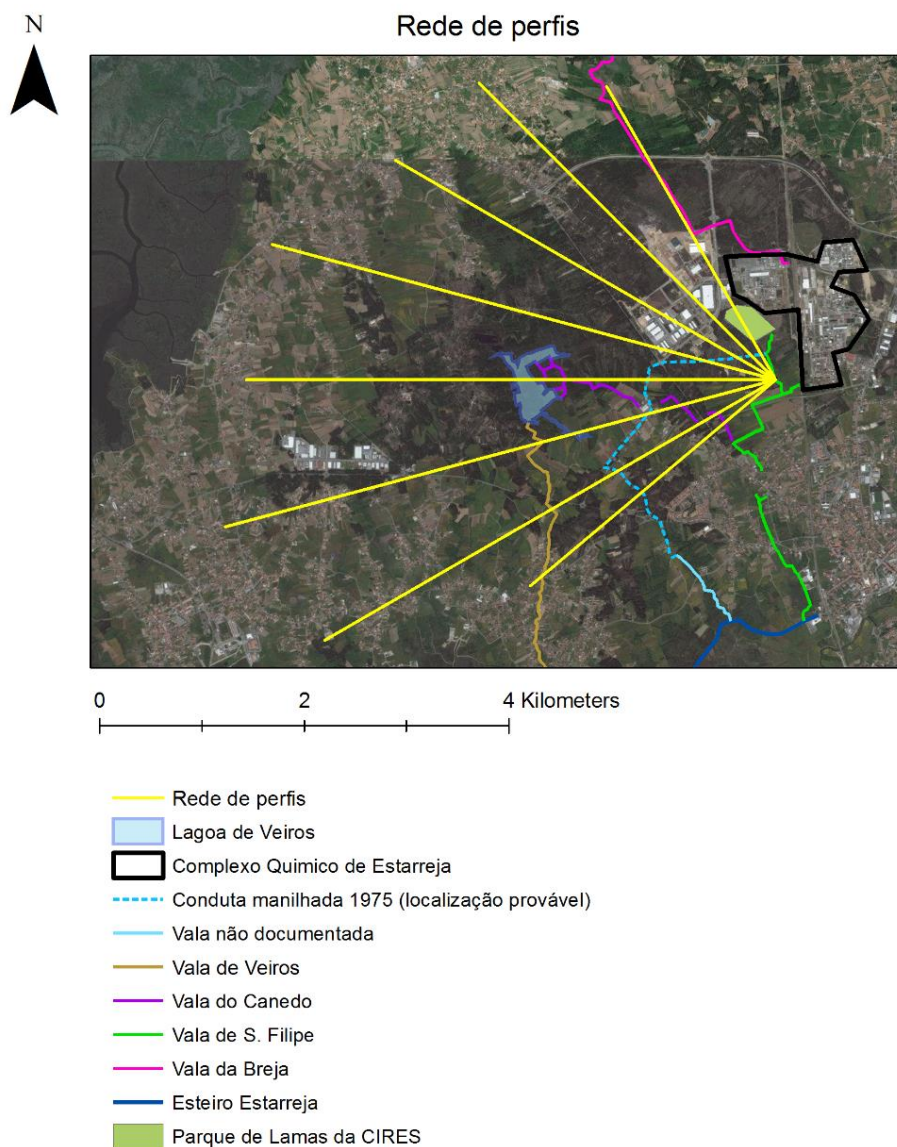 N
Rede de perfis
0 2 4 Kilometers
Rede de perfis
Lagoa de Veiros
Complexo Quimico de Estarreja
Conduta manilhada 1975 (localização provável)
Vala não documentada
Vala de Veiros
Vala do Canedo
Vala de S. Filipe
Vala da Breja
Esteiro Estarreja
Parque de Lamas da CIRES